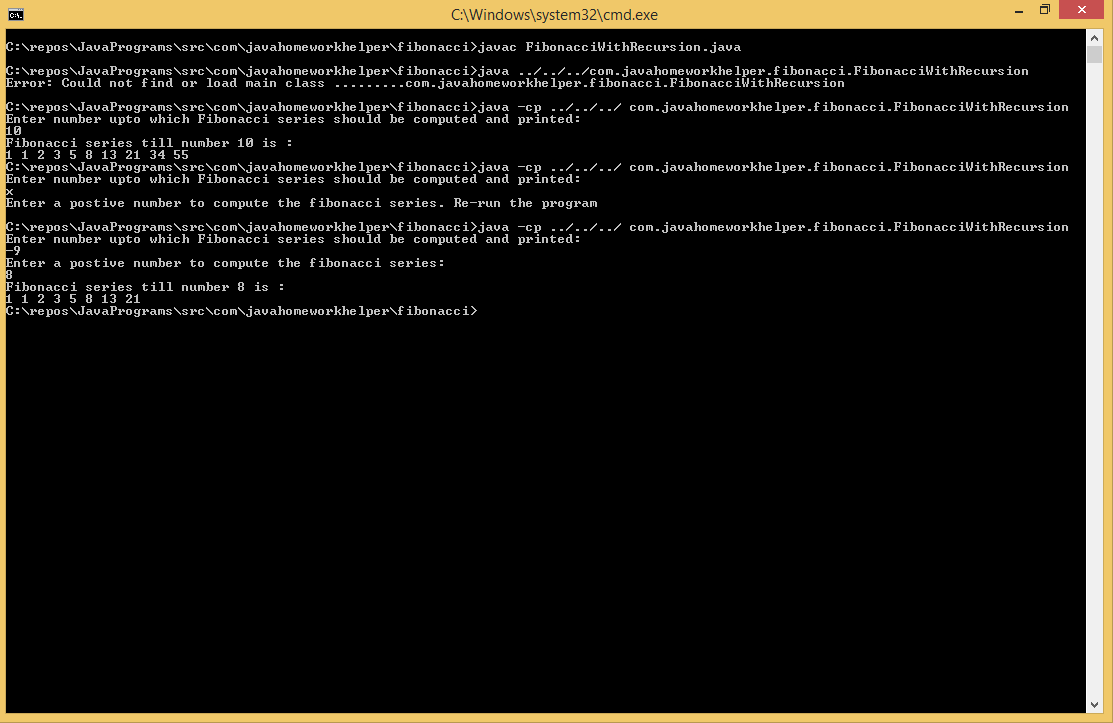 C:\Windows\system32\cmd.exe
C:\repos\JavaPrograms\src\com\javahomeworkhelper\fibonacci>javac FibonacciWithRecursion.java
C:\repos\JavaPrograms\src\com\javahomeworkhelper\fibonacci>java ../../../com.javahomeworkhelper.fibonacci.FibonacciWithRecursion
Error: Could not find or load main class .........com.javahomeworkhelper.fibonacci.FibonacciWithRecursion
C:\repos\JavaPrograms\src\com\javahomeworkhelper\fibonacci>java -cp ../../../ com.javahomeworkhelper.fibonacci.FibonacciWithRecursion
Enter number upto which Fibonacci series should be computed and printed:
10
Fibonacci series till number 10 is :
1 1 2 3 5 8 13 21 34 55
C:\repos\JavaPrograms\src\com\javahomeworkhelper\fibonacci>java -cp ../../../ com.javahomeworkhelper.fibonacci.FibonacciWithRecursion
Enter number upto which Fibonacci series should be computed and printed:
x
Enter a postive number to compute the fibonacci series. Re-run the program
C:\repos\JavaPrograms\src\com\javahomeworkhelper\fibonacci>java -cp ../../../ com.javahomeworkhelper.fibonacci.FibonacciWithRecursion
Enter number upto which Fibonacci series should be computed and printed:
-9
Enter a postive number to compute the fibonacci series:
8
Fibonacci series till number 8 is :
1 1 2 3 5 8 13 21
C:\repos\JavaPrograms\src\com\javahomeworkhelper\fibonacci>